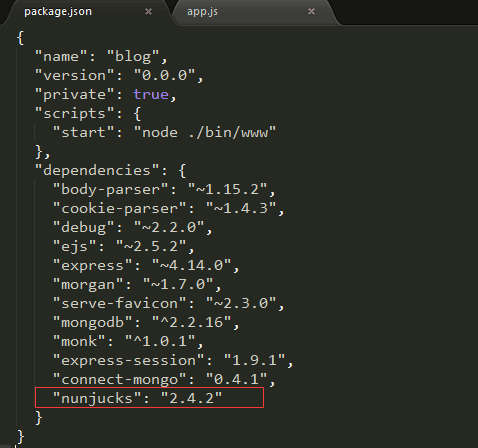 package.json × app.js ×
{
  "name": "blog",
  "version": "0.0.0",
  "private": true,
  "scripts": {
    "start": "node ./bin/www"
  },
  "dependencies": {
    "body-parser": "~1.15.2",
    "cookie-parser": "~1.4.3",
    "debug": "~2.2.0",
    "ejs": "~2.5.2",
    "express": "~4.14.0",
    "morgan": "~1.7.0",
    "serve-favicon": "~2.3.0",
    "mongodb": "^2.2.16",
    "monk": "^1.0.1",
    "express-session": "1.9.1",
    "connect-mongo": "0.4.1",
    "nunjucks": "2.4.2"
  }
}